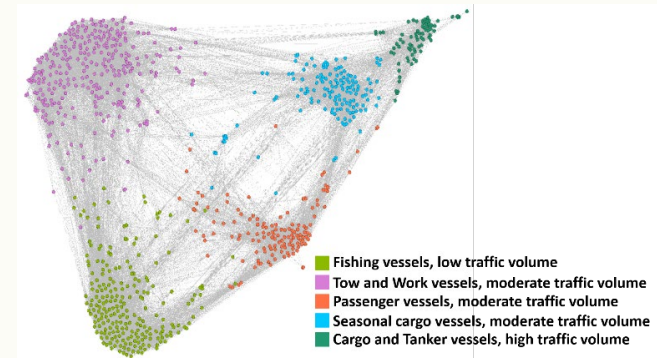 Fishing vessels, low traffic volume
Tow and Work vessels, moderate traffic volume
Passenger vessels, moderate traffic volume
Seasonal cargo vessels, moderate traffic volume
Cargo and Tanker vessels, high traffic volume